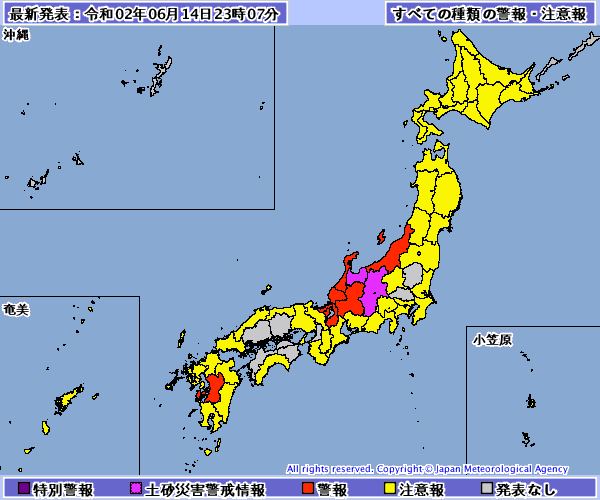 最新発表：令和02年06月14日23時07分
すべての種類の警報・注意報
沖縄
奄美
小笠原
All rights reserved. Copyright © Japan Meteorological Agency
特別警報
土砂災害警戒情報
警報
注意報
発表なし